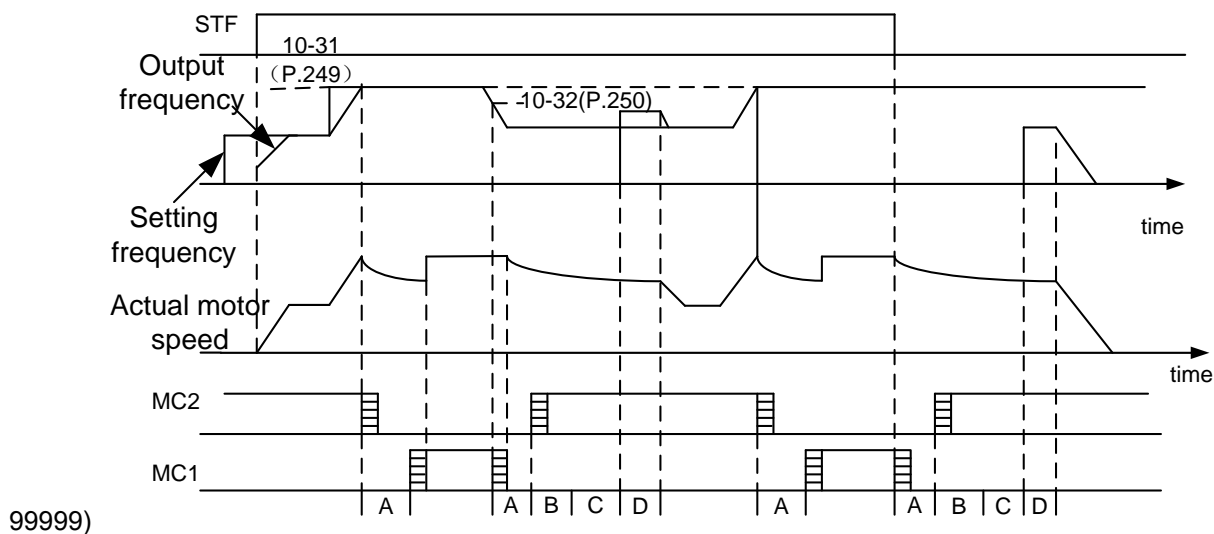 STF
10-31
(P.249)
Output
frequency
10-32(P.250)
Setting
frequency
time
Actual motor
speed
time
MC2
MC1
A
A
B
C
D
A
A
B
C
D
99999)